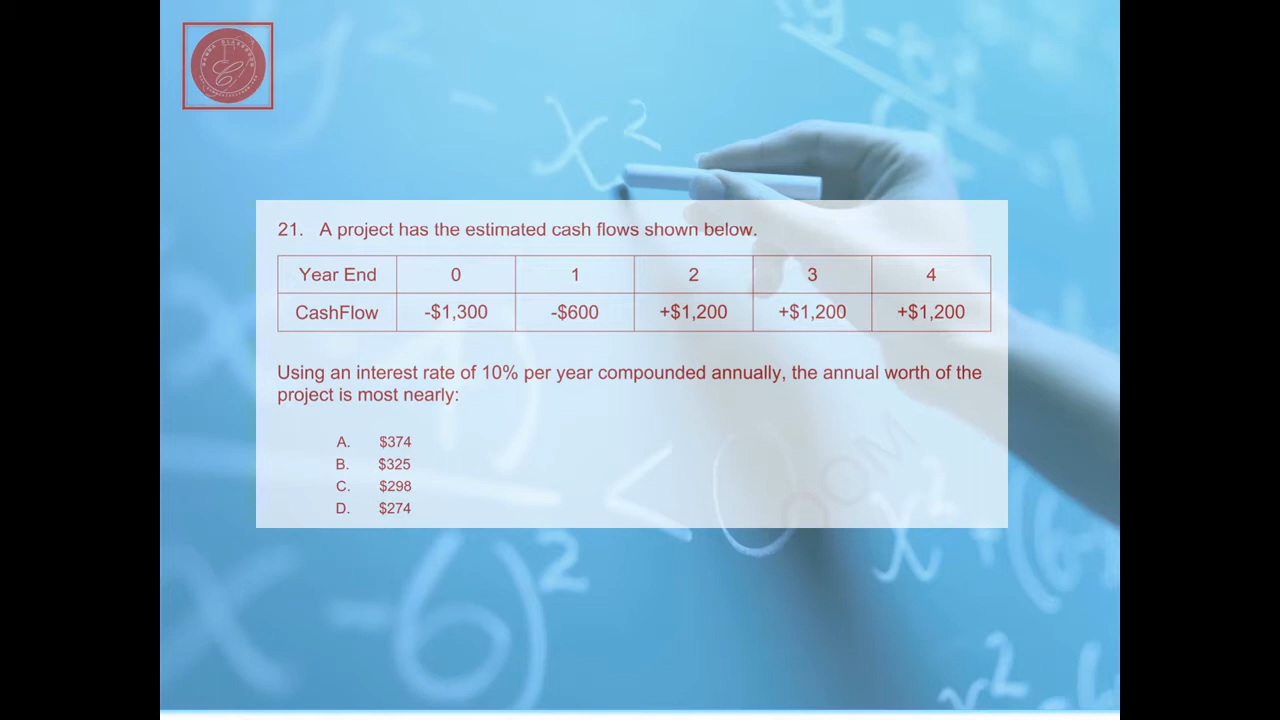 21. A project has the estimated cash flows shown below.
Year End 0 1 2 3 4
CashFlow -$1,300 -$600 +$1,200 +$1,200 +$1,200
Using an interest rate of 10% per year compounded annually, the annual worth of the
project is most nearly:
A. $374
B. $325
C. $298
D. $274